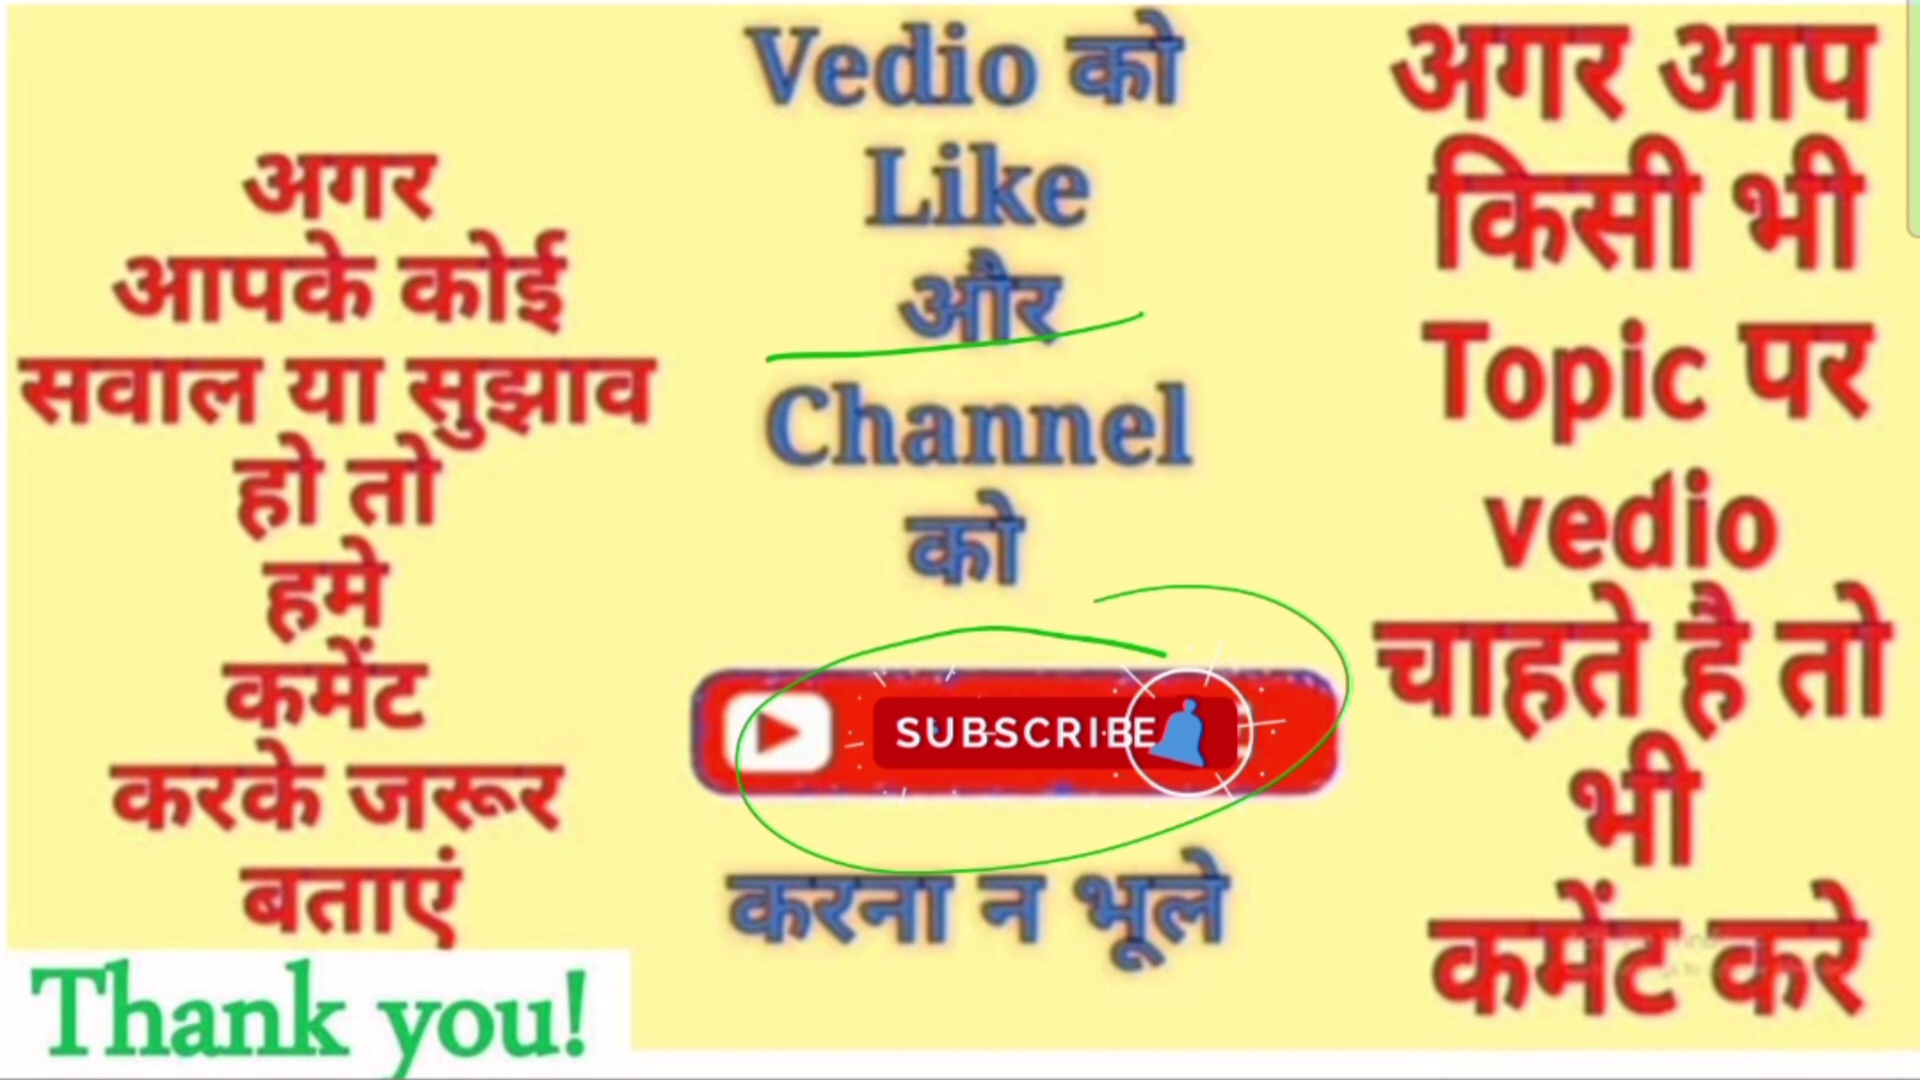 अगर
आपके कोई
सवाल या सुझाव
हो तो
हमे
कमेंट
करके जरूर
बताएं
Thank you!
Vedio को
Like
और
Channel
को
SUBSCRIBE
करना न भूले
अगर आप
किसी भी
Topic पर
vedio
चाहते है तो
भी
कमेंट करे